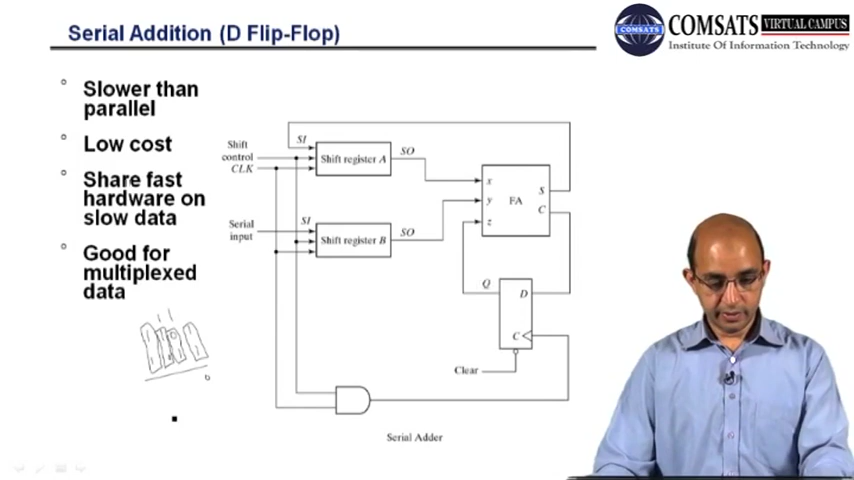 Serial Addition (D Flip-Flop)
COMSATS
COMSATS VIRTUAL CAMPUS
Institute Of Information Technology
Slower than
parallel
Low cost
Share fast
hardware on
slow data
Good for
multiplexed
data
Shift
control
CLK
SI
Shift register A
SO
Serial
input
SI
Shift register B
SO
x
y
z
FA
S
C
Q
D
C
Clear
Serial Adder